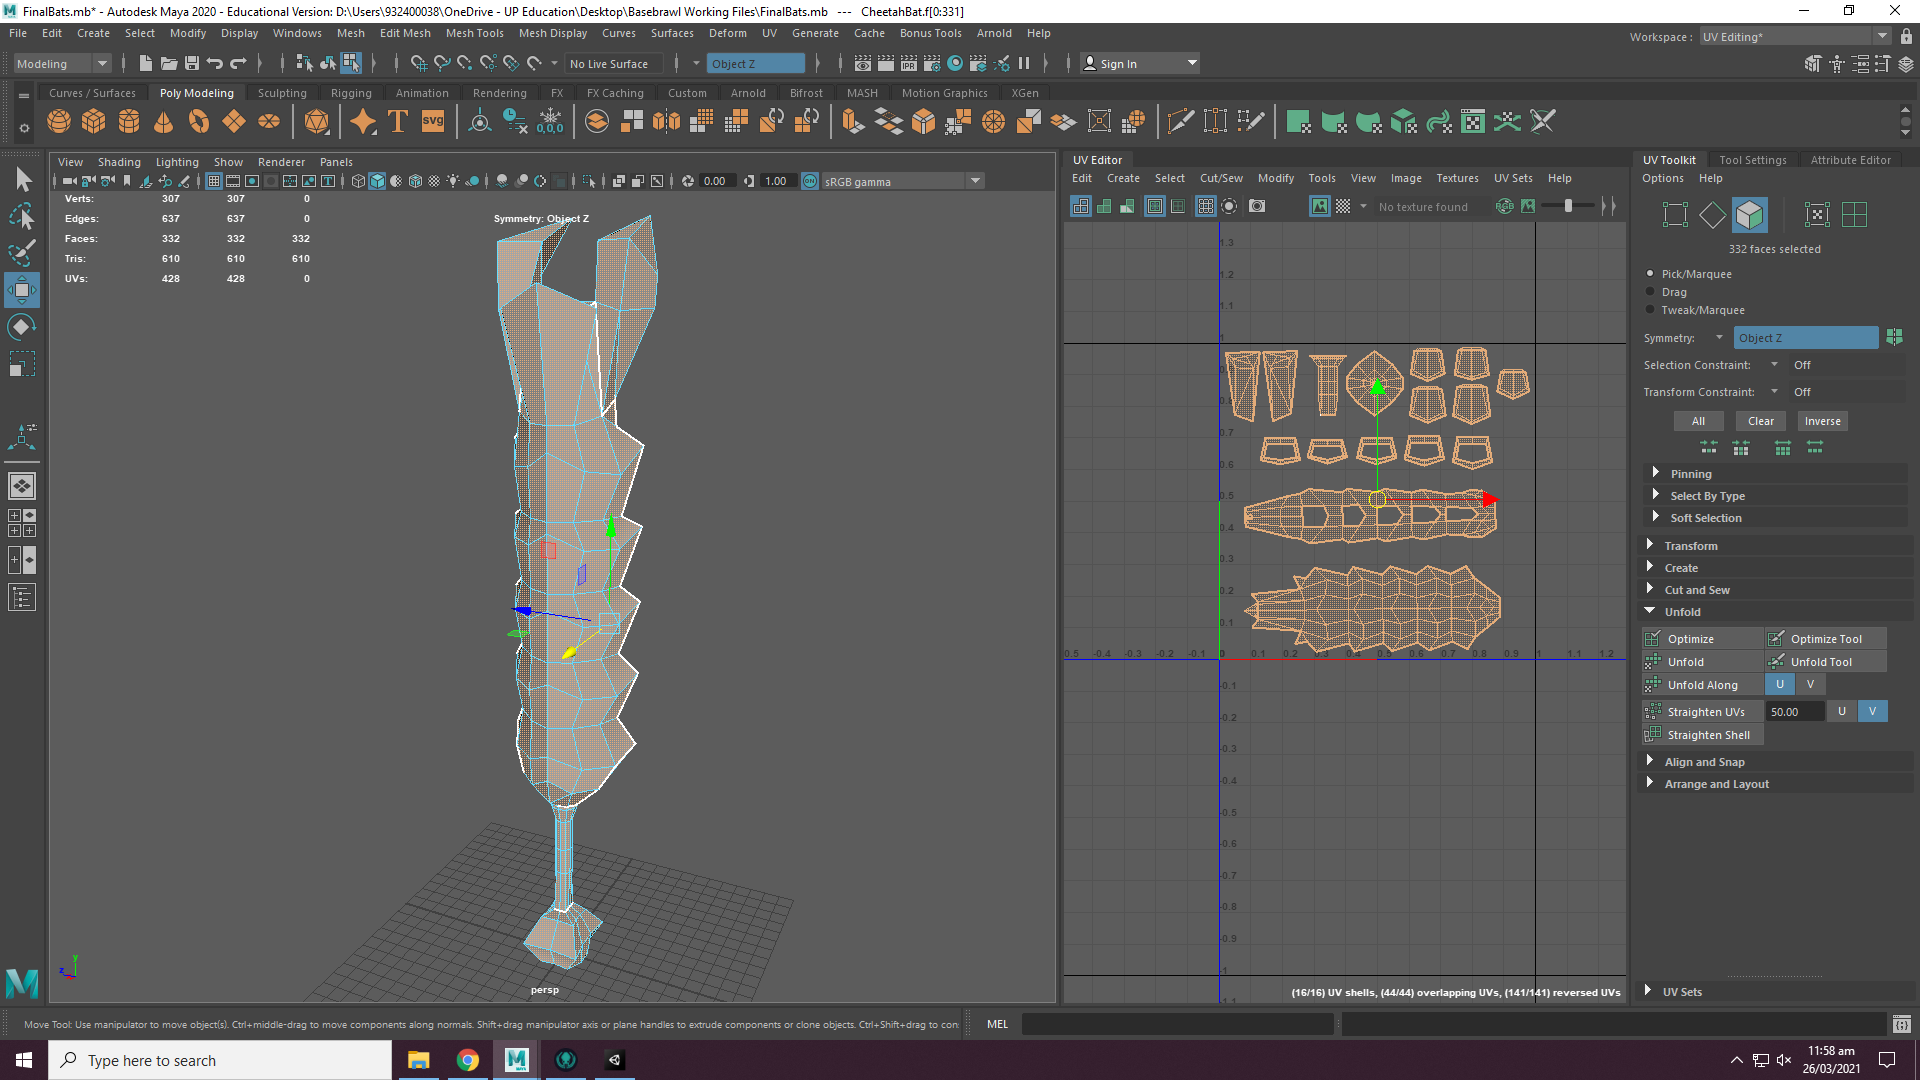 FinalBats.mb* - Autodesk Maya 2020 - Educational Version: D:\Users\932400038\OneDrive - UP Education\Desktop\Basebrawl Working Files\FinalBats.mb   ---   CheetahBat.f[0:331]
File Edit Create Select Modify Display Windows Mesh Edit Mesh Mesh Tools Mesh Display Curves Surfaces Deform UV Generate Cache Bonus Tools Arnold Help
Workspace : UV Editing*
Modeling No Live Surface Object Z Sign In
Curves / Surfaces Poly Modeling Sculpting Rigging Animation Rendering FX FX Caching Custom Arnold Bifrost MASH Motion Graphics XGen
T svg 0,0,0 IPR
View Shading Lighting Show Renderer Panels
0.00 1.00 ON sRGB gamma
Verts: 307 307 0
Edges: 637 637 0
Faces: 332 332 332
Tris: 610 610 610
UVs: 428 428 0
Symmetry: Object Z
y
z
persp
UV Editor
Edit Create Select Cut/Sew Modify Tools View Image Textures UV Sets Help
No texture found RGB
1.3
1.2
1.1
1
0.8
0.7
0.6
0.5
0.4
0.3
0.2
0.1
0.5 -0.4 -0.3 -0.2 -0.1 0 0.1 0.2 0.3 0.4 0.5 0.6 0.7 0.8 0.9 1 1.1 1.2
-0.1
-0.2
-0.3
-0.4
-0.5
-0.6
-0.7
-0.8
-0.9
-1
(16/16) UV shells, (44/44) overlapping UVs, (141/141) reversed UVs
UV Toolkit Tool Settings Attribute Editor
Options Help
332 faces selected
Pick/Marquee
Drag
Tweak/Marquee
Symmetry: Object Z
Selection Constraint: Off
Transform Constraint: Off
All Clear Inverse
Pinning
Select By Type
Soft Selection
Transform
Create
Cut and Sew
Unfold
Optimize Optimize Tool
Unfold Unfold Tool
Unfold Along U V
Straighten UVs 50.00 U V
Straighten Shell
Align and Snap
Arrange and Layout
UV Sets
Move Tool: Use manipulator to move object(s). Ctrl+middle-drag to move components along normals. Shift+drag manipulator axis or plane handles to extrude components or clone objects. Ctrl+Shift+drag to con
MEL
Type here to search
11:58 am
26/03/2021